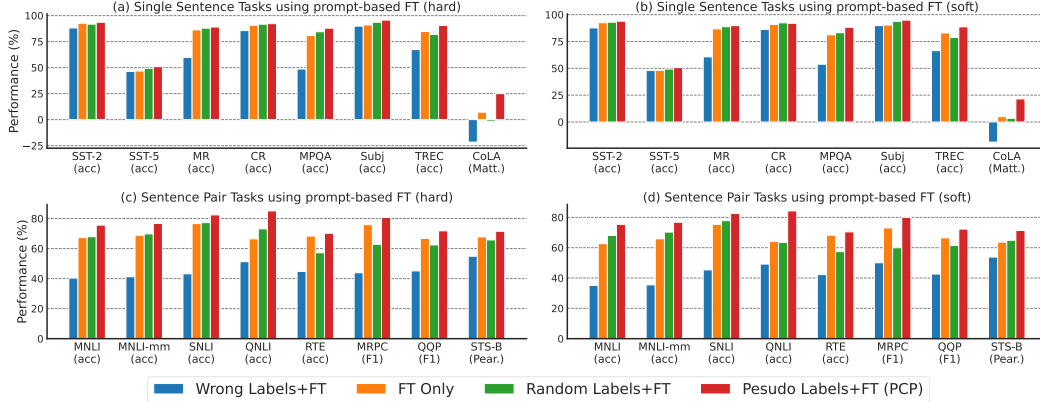 (a) Single Sentence Tasks using prompt-based FT (hard)
Performance (%)
100
75
50
25
0
−25
SST-2 (acc)
SST-5 (acc)
MR (acc)
CR (acc)
MPQA (acc)
Subj (acc)
TREC (acc)
CoLA (Matt.)
(b) Single Sentence Tasks using prompt-based FT (soft)
100
75
50
25
0
SST-2 (acc)
SST-5 (acc)
MR (acc)
CR (acc)
MPQA (acc)
Subj (acc)
TREC (acc)
CoLA (Matt.)
(c) Sentence Pair Tasks using prompt-based FT (hard)
Performance (%)
80
60
40
20
0
MNLI (acc)
MNLI-mm (acc)
SNLI (acc)
QNLI (acc)
RTE (acc)
MRPC (F1)
QQP (F1)
STS-B (Pear.)
(d) Sentence Pair Tasks using prompt-based FT (soft)
80
60
40
20
0
MNLI (acc)
MNLI-mm (acc)
SNLI (acc)
QNLI (acc)
RTE (acc)
MRPC (F1)
QQP (F1)
STS-B (Pear.)
Wrong Labels+FT
FT Only
Random Labels+FT
Pesudo Labels+FT (PCP)